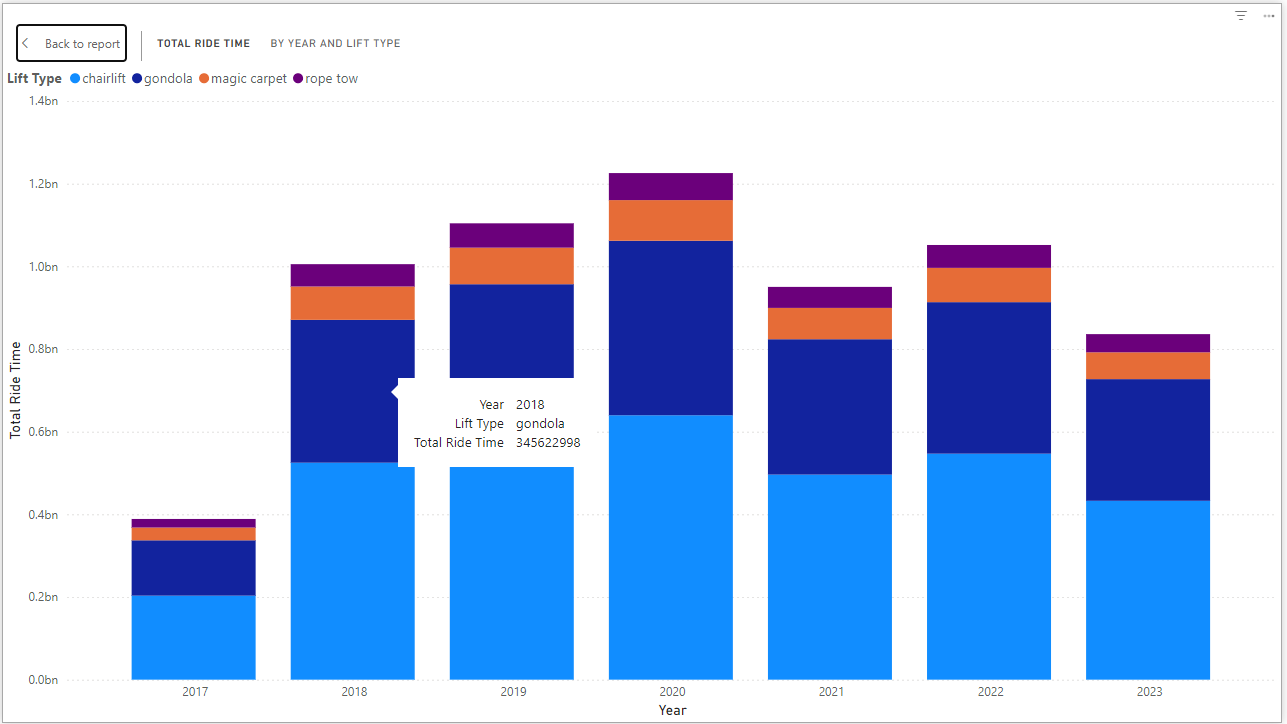 Back to report
TOTAL RIDE TIME BY YEAR AND LIFT TYPE
Lift Type chairlift gondola magic carpet rope tow
1.4bn
1.2bn
1.0bn
0.8bn
0.6bn
0.4bn
0.2bn
0.0bn
Total Ride Time
Year 2018
Lift Type gondola
Total Ride Time 345622998
2017 2018 2019 2020 2021 2022 2023
Year